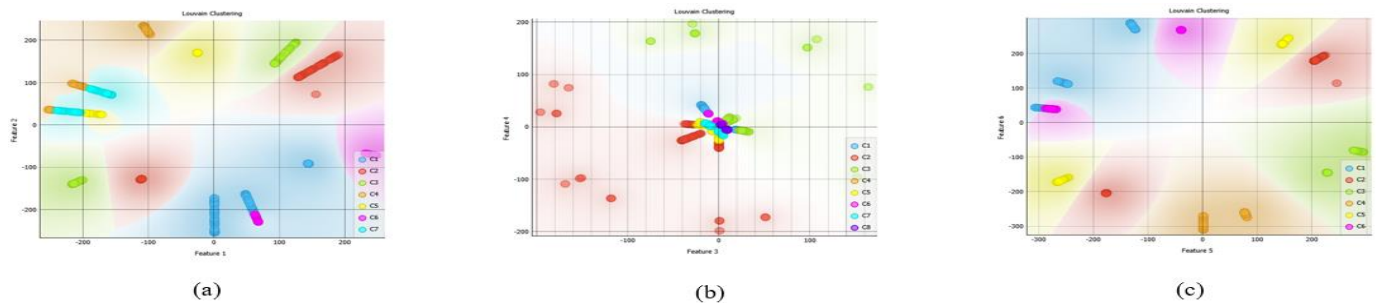 Louvain Clustering
Feature 2
200
100
0
-100
-200
-200
-100
0
100
200
Feature 1
C1
C2
C3
C4
C5
C6
C7
(a)
Louvain Clustering
Feature 4
200
100
0
-100
-200
-100
0
100
Feature 3
C1
C2
C3
C4
C5
C6
C7
C8
(b)
Louvain Clustering
Feature 6
300
200
100
0
-100
-200
-300
-300
-200
-100
0
100
200
300
Feature 5
C1
C2
C3
C4
C5
C6
(c)